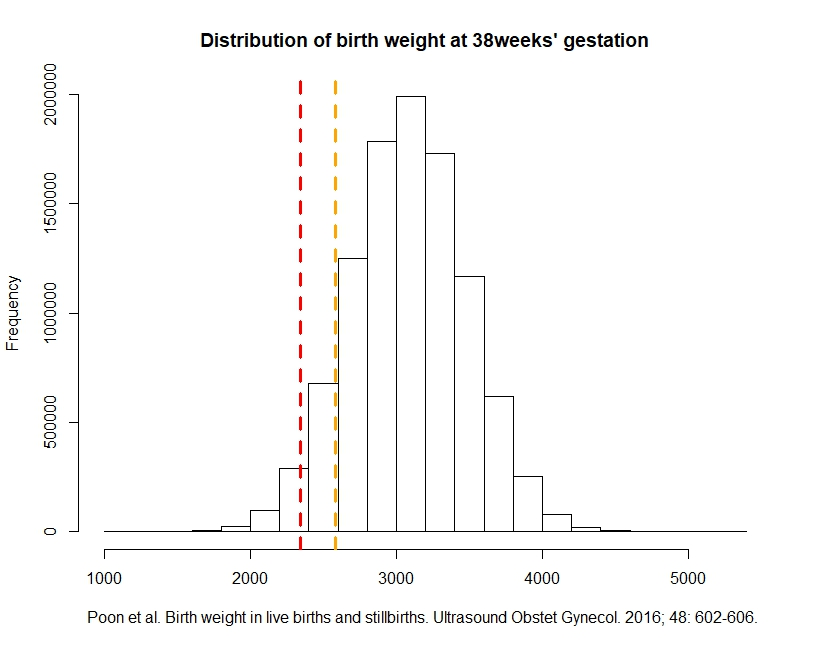 Distribution of birth weight at 38weeks' gestation
Frequency
2000000
1500000
1000000
500000
0
1000 2000 3000 4000 5000
Poon et al. Birth weight in live births and stillbirths. Ultrasound Obstet Gynecol. 2016; 48: 602-606.